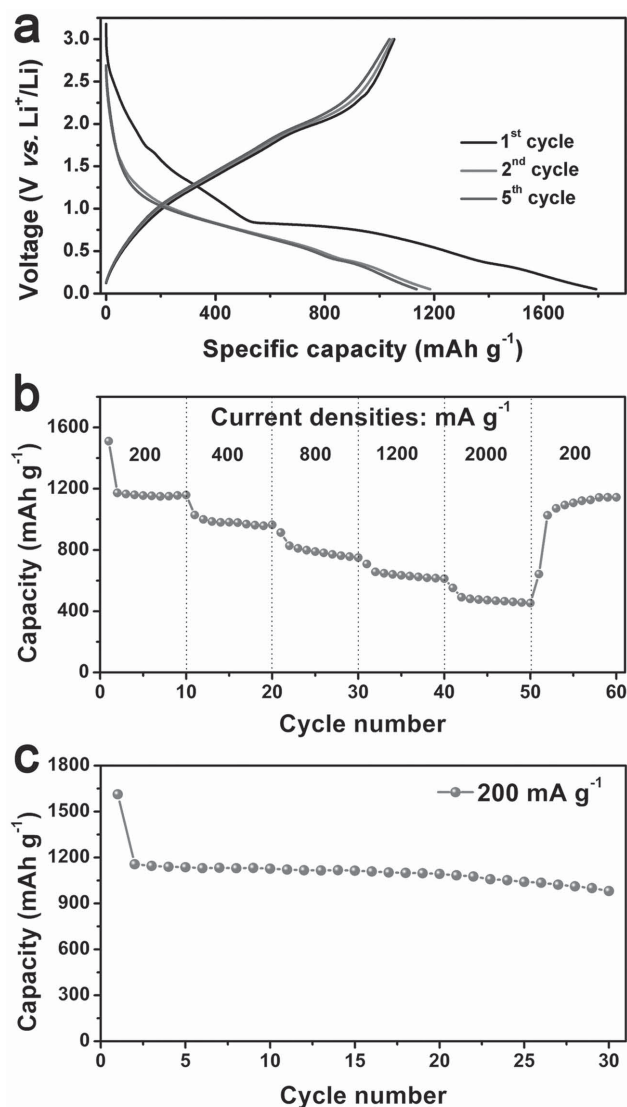 a
Voltage (V vs. Li⁺/Li)
3.0
2.5
2.0
1.5
1.0
0.5
0.0
1ˢᵗ cycle
2ⁿᵈ cycle
5ᵗʰ cycle
0 400 800 1200 1600
Specific capacity (mAh g⁻¹)
b
Capacity (mAh g⁻¹)
1600
1200
800
400
0
Current densities: mA g⁻¹
200 400 800 1200 2000 200
0 10 20 30 40 50 60
Cycle number
c
Capacity (mAh g⁻¹)
1800
1500
1200
900
600
300
0
200 mA g⁻¹
0 5 10 15 20 25 30
Cycle number